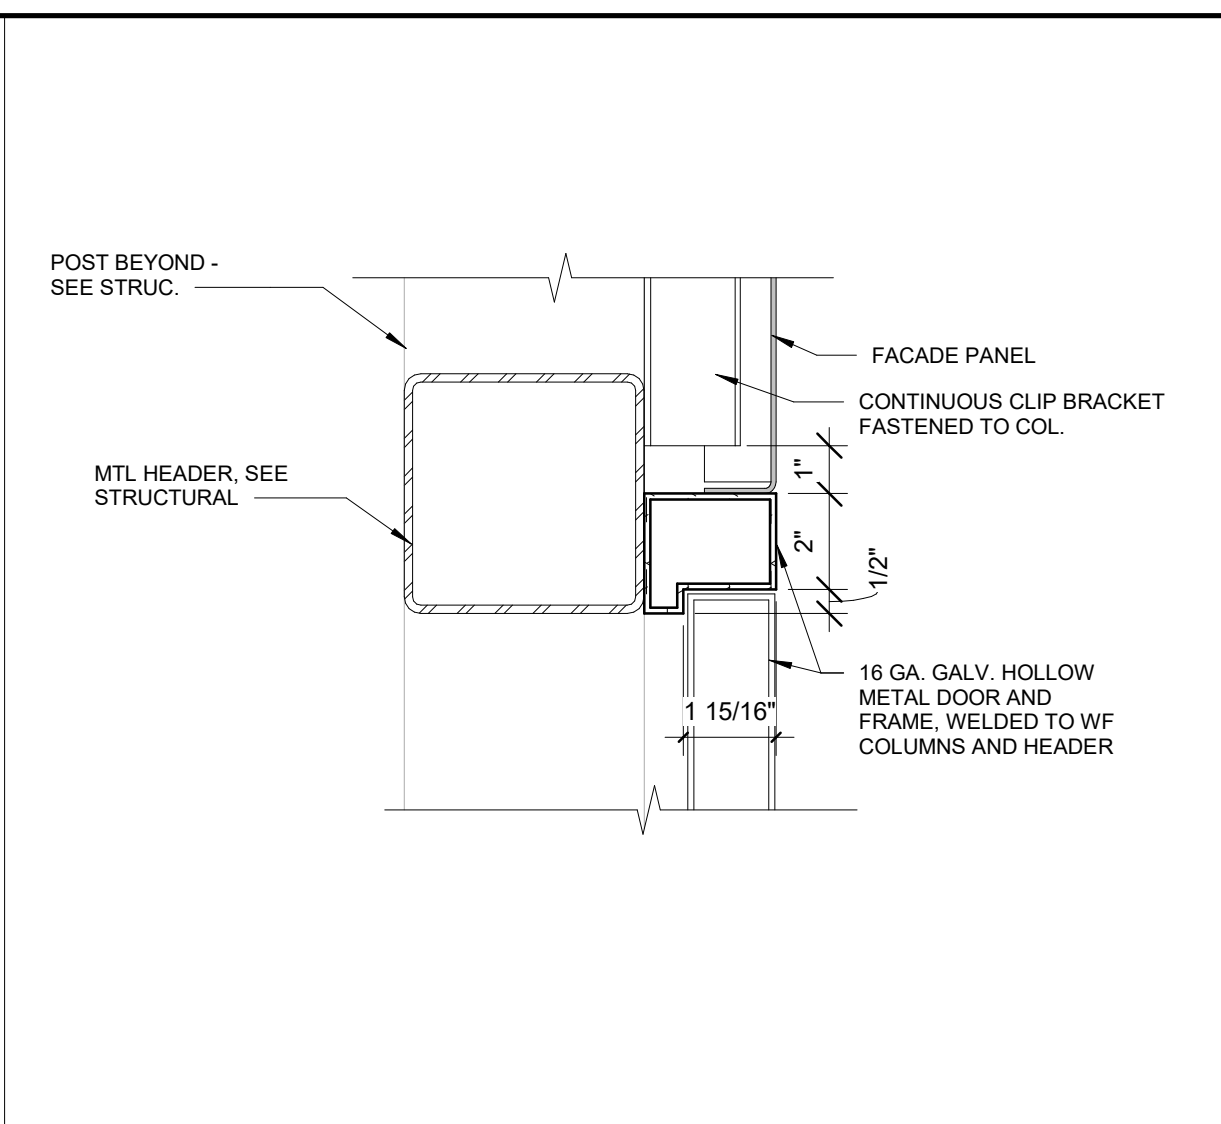 POST BEYOND -
SEE STRUC.
FACADE PANEL
CONTINUOUS CLIP BRACKET
FASTENED TO COL.
MTL HEADER, SEE
STRUCTURAL
1"
2"
1/2"
16 GA. GALV. HOLLOW
METAL DOOR AND
FRAME, WELDED TO WF
COLUMNS AND HEADER
1 15/16"